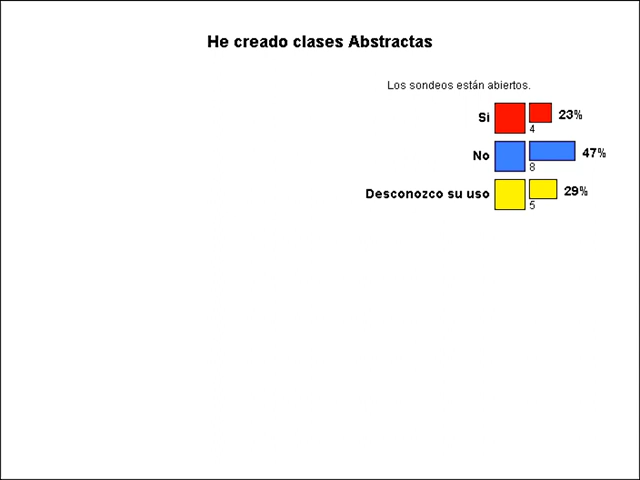 He creado clases Abstractas
Los sondeos están abiertos.
Si 23%
4
No 47%
8
Desconozco su uso 29%
5